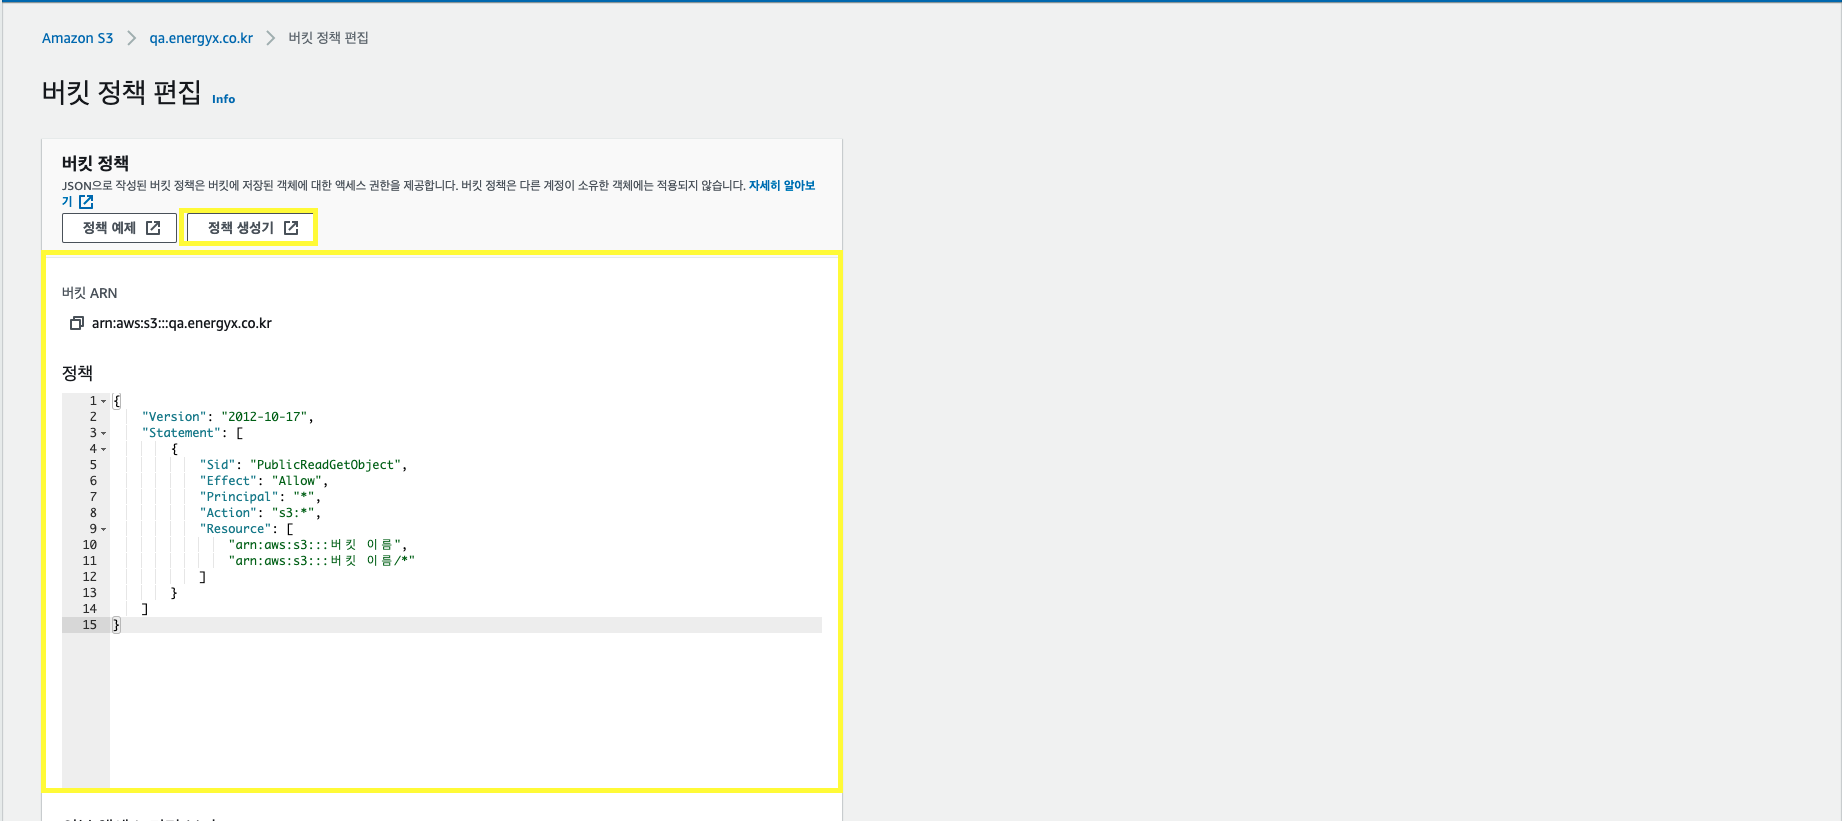 Amazon S3 > qa.energyx.co.kr > 버킷 정책 편집
버킷 정책 편집 Info
버킷 정책
JSON으로 작성된 버킷 정책은 버킷에 저장된 객체에 대한 액세스 권한을 제공합니다. 버킷 정책은 다른 계정이 소유한 객체에는 적용되지 않습니다. 자세히 알아보
기
정책 예제 정책 생성기
버킷 ARN
arn:aws:s3:::qa.energyx.co.kr
정책
1 {
2 "Version": "2012-10-17",
3 "Statement": [
4 {
5 "Sid": "PublicReadGetObject",
6 "Effect": "Allow",
7 "Principal": "*",
8 "Action": "s3:*",
9 "Resource": [
10 "arn:aws:s3:::버킷 이름",
11 "arn:aws:s3:::버킷 이름/*"
12 ]
13 }
14 ]
15 }